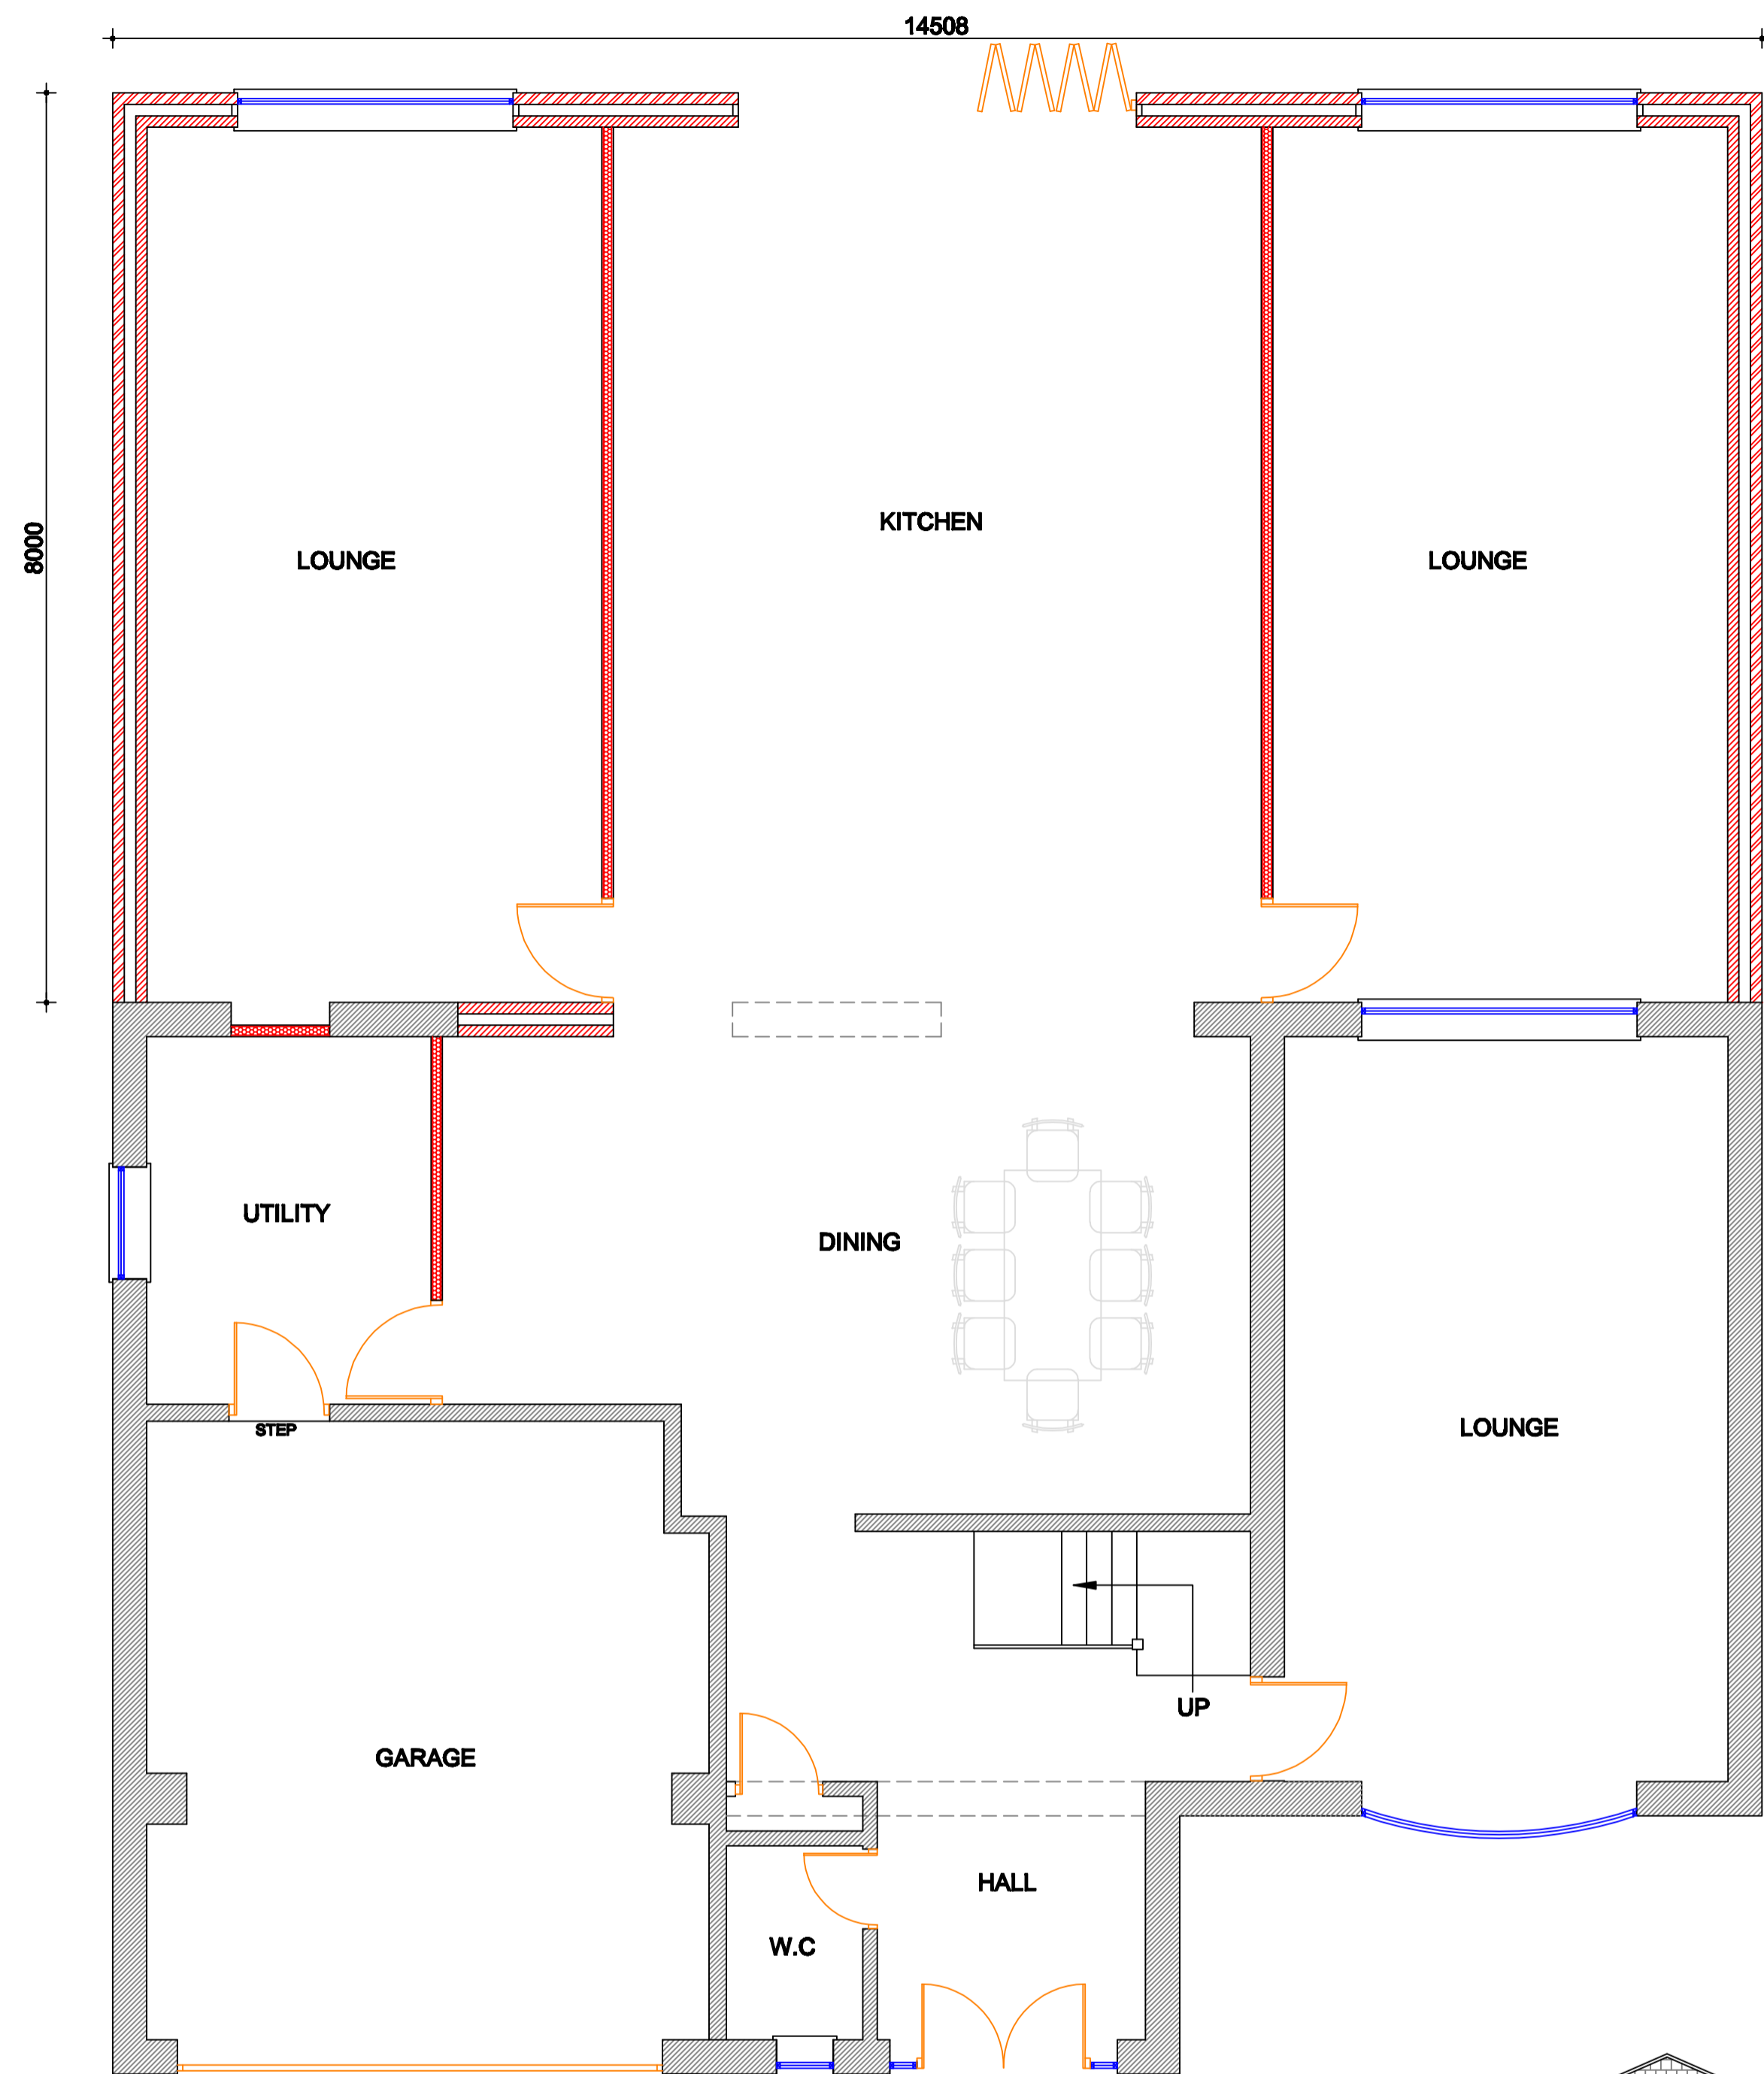 14508
8000
KITCHEN
LOUNGE
LOUNGE
UTILITY
DINING
STEP
LOUNGE
UP
GARAGE
HALL
W.C